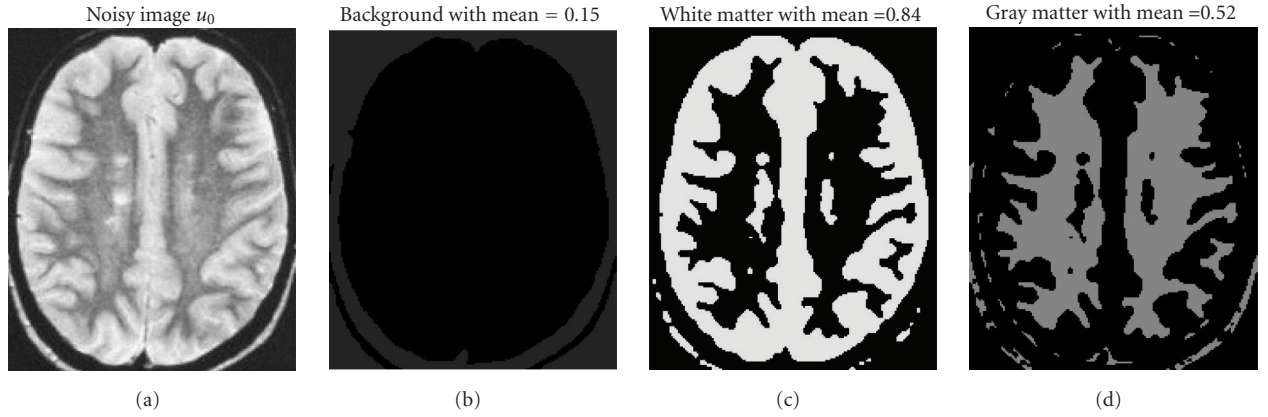 Noisy image u₀
Background with mean = 0.15
White matter with mean =0.84
Gray matter with mean =0.52
(a)
(b)
(c)
(d)